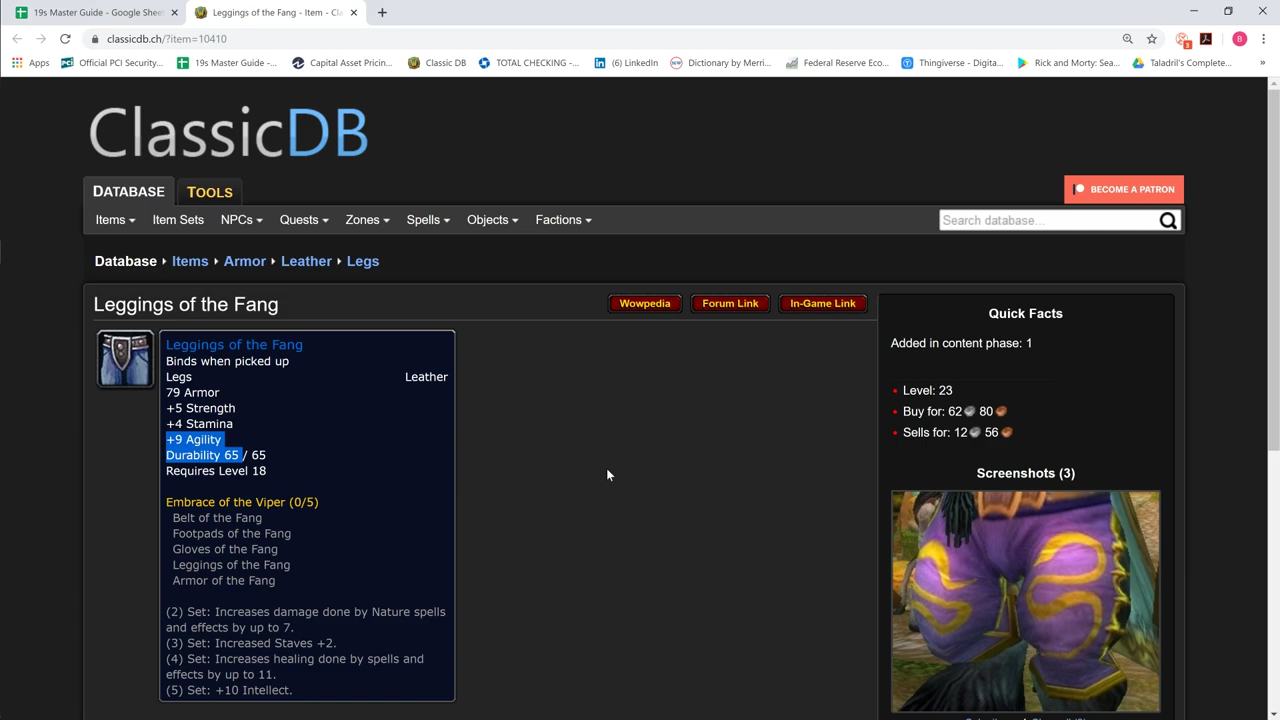 19s Master Guide - Google Sheet
Leggings of the Fang - Item - Cla
classicdb.ch/?item=10410
3
B
Apps
Official PCI Security...
19s Master Guide -...
Capital Asset Pricin...
Classic DB
TOTAL CHECKING -...
(6) LinkedIn
Dictionary by Merri...
Federal Reserve Eco...
Thingiverse - Digita...
Rick and Morty: Sea...
Taladril's Complete...
»
ClassicDB
DATABASE
TOOLS
BECOME A PATRON
Items
Item Sets
NPCs
Quests
Zones
Spells
Objects
Factions
Search database...
Database
Items
Armor
Leather
Legs
Leggings of the Fang
Wowpedia
Forum Link
In-Game Link
Leggings of the Fang
Binds when picked up
Legs Leather
79 Armor
+5 Strength
+4 Stamina
+9 Agility
Durability 65 / 65
Requires Level 18
Embrace of the Viper (0/5)
Belt of the Fang
Footpads of the Fang
Gloves of the Fang
Leggings of the Fang
Armor of the Fang
(2) Set: Increases damage done by Nature spells
and effects by up to 7.
(3) Set: Increased Staves +2.
(4) Set: Increases healing done by spells and
effects by up to 11.
(5) Set: +10 Intellect.
Quick Facts
Added in content phase: 1
Level: 23
Buy for: 62 80
Sells for: 12 56
Screenshots (3)